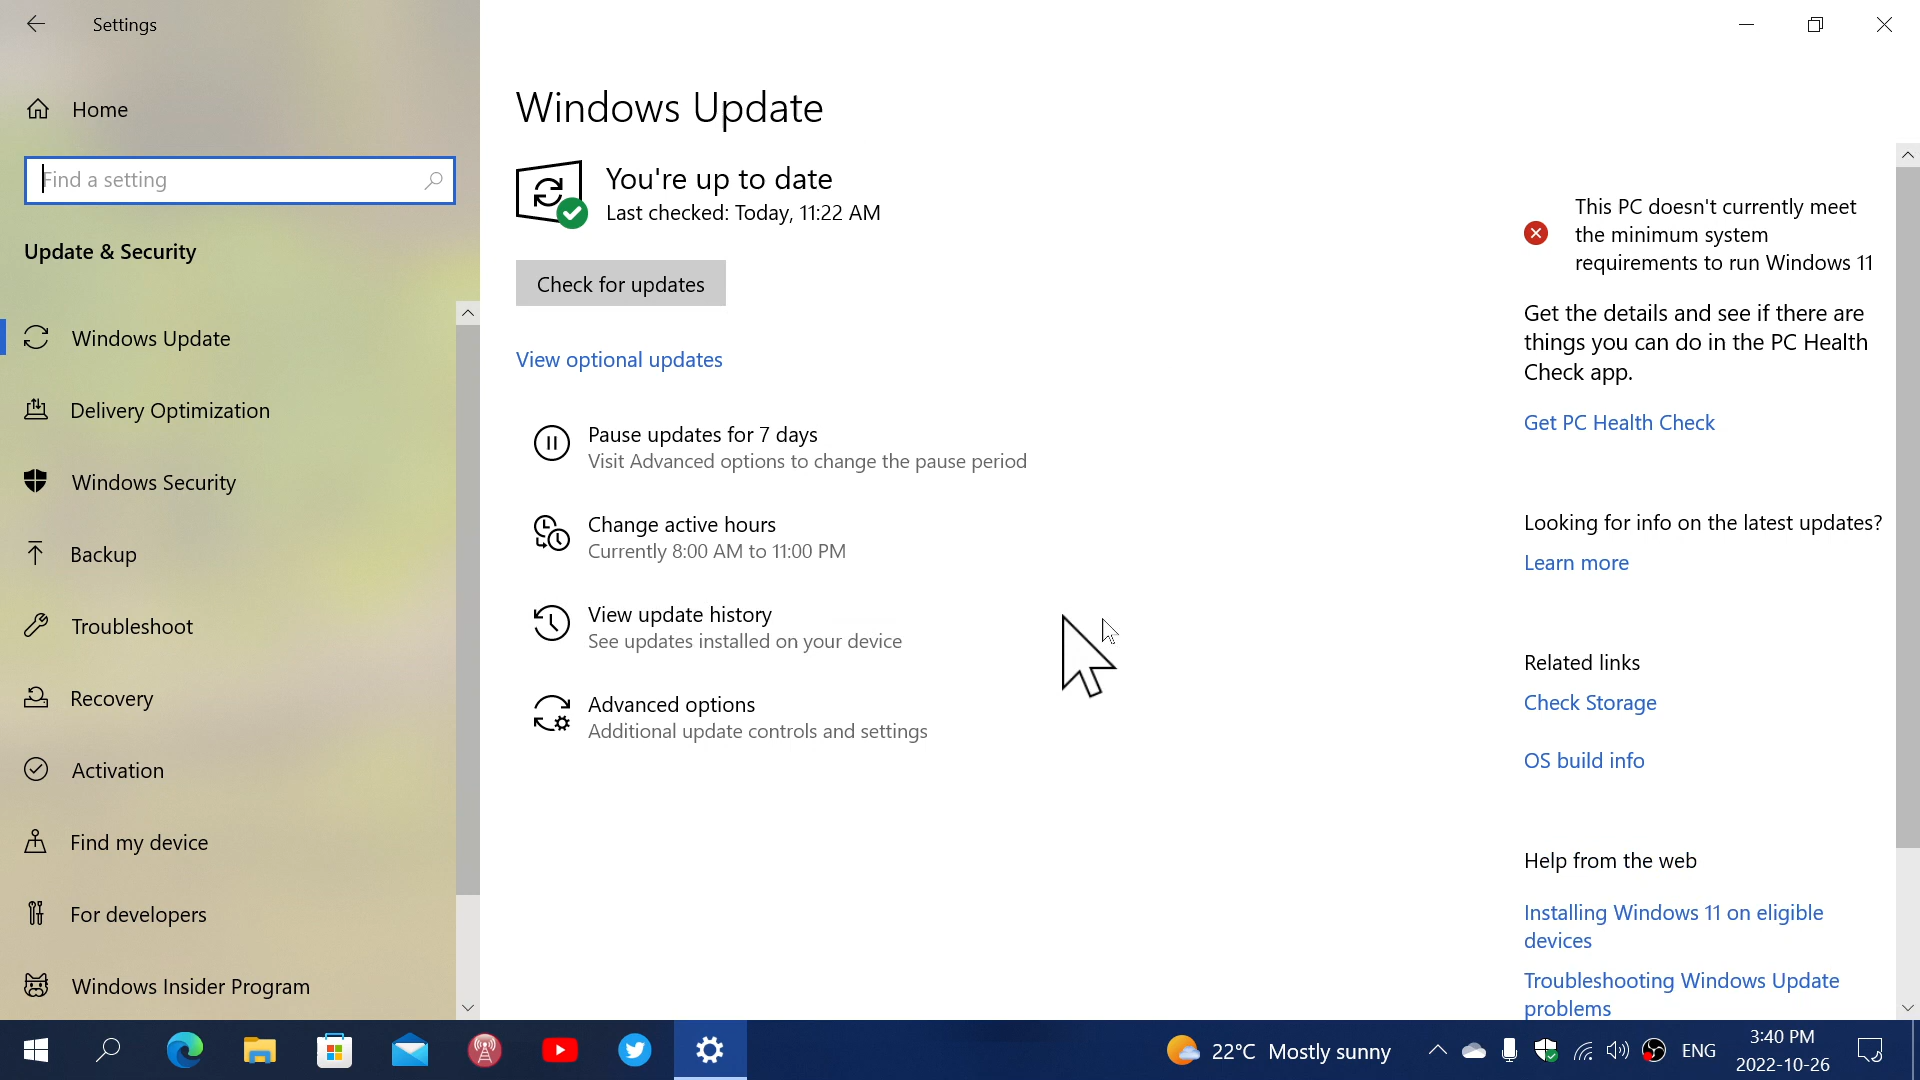 Settings
Home
Find a setting
Update & Security
Windows Update
Delivery Optimization
Windows Security
Backup
Troubleshoot
Recovery
Activation
Find my device
For developers
Windows Insider Program
Windows Update
You're up to date
Last checked: Today, 11:22 AM
Check for updates
View optional updates
Pause updates for 7 days
Visit Advanced options to change the pause period
Change active hours
Currently 8:00 AM to 11:00 PM
View update history
See updates installed on your device
Advanced options
Additional update controls and settings
This PC doesn't currently meet
the minimum system
requirements to run Windows 11
Get the details and see if there are
things you can do in the PC Health
Check app.
Get PC Health Check
Looking for info on the latest updates?
Learn more
Related links
Check Storage
OS build info
Help from the web
Installing Windows 11 on eligible
devices
Troubleshooting Windows Update
problems
22°C Mostly sunny
ENG
3:40 PM
2022-10-26